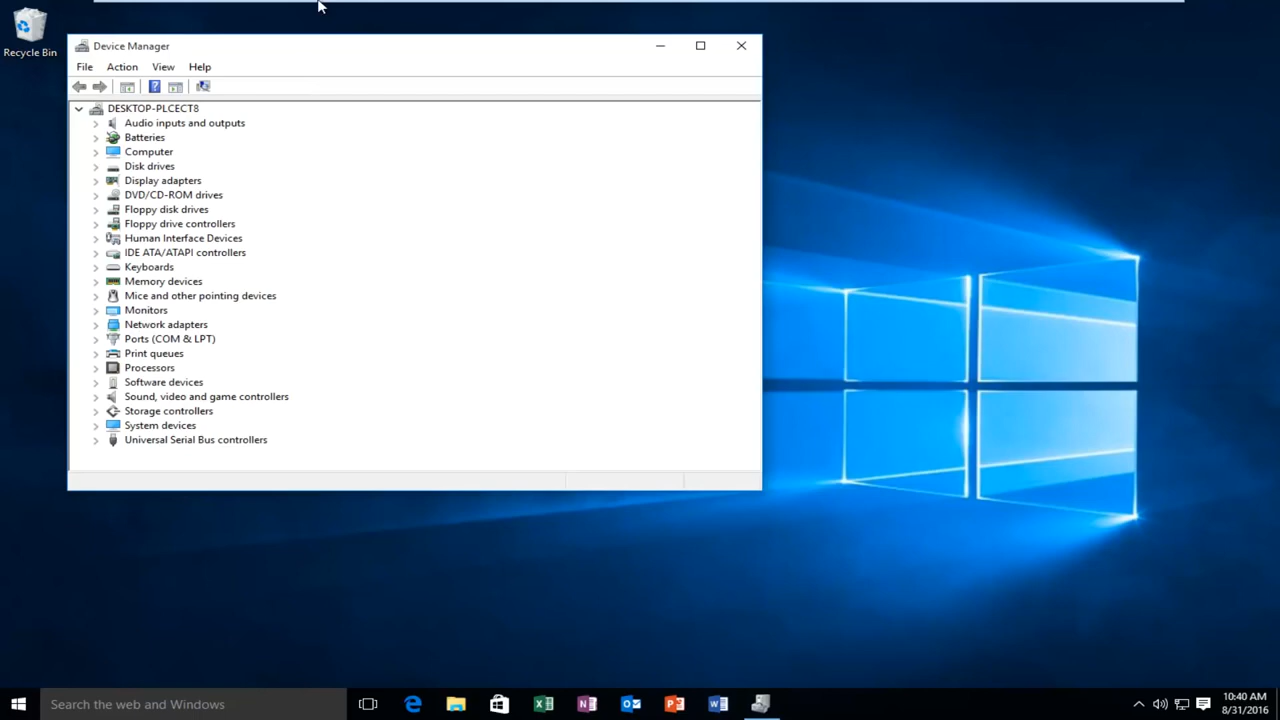 Recycle Bin
Device Manager
File Action View Help
DESKTOP-PLCECT8
Audio inputs and outputs
Batteries
Computer
Disk drives
Display adapters
DVD/CD-ROM drives
Floppy disk drives
Floppy drive controllers
Human Interface Devices
IDE ATA/ATAPI controllers
Keyboards
Memory devices
Mice and other pointing devices
Monitors
Network adapters
Ports (COM & LPT)
Print queues
Processors
Software devices
Sound, video and game controllers
Storage controllers
System devices
Universal Serial Bus controllers
Search the web and Windows
10:40 AM
8/31/2016